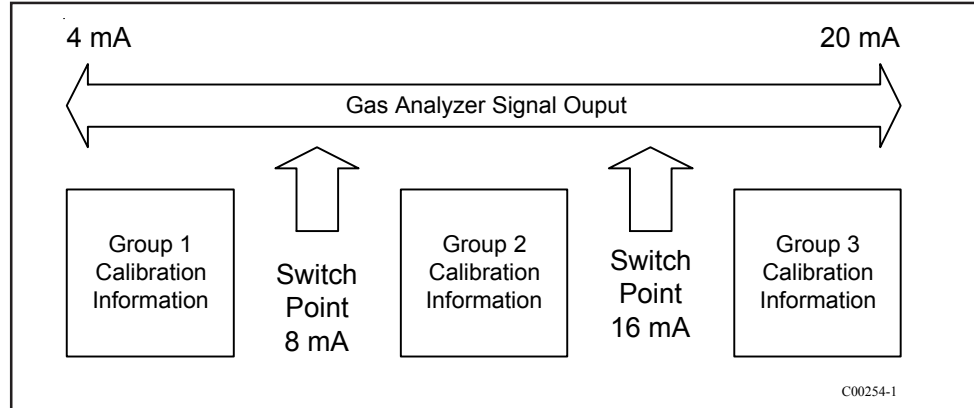 4 mA
20 mA
Gas Analyzer Signal Ouput
Group 1
Calibration
Information
Switch
Point
8 mA
Group 2
Calibration
Information
Switch
Point
16 mA
Group 3
Calibration
Information
C00254-1